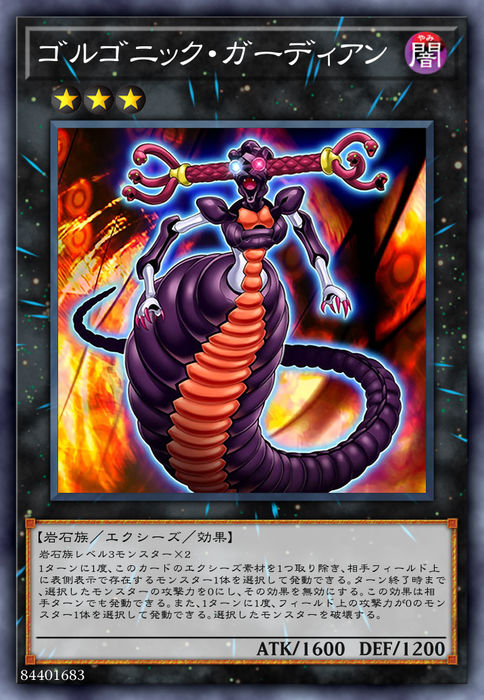 ゴルゴニック・ガーディアン
やみ
闇
【岩石族／エクシーズ／効果】
岩石族レベル3モンスター×2
1ターンに1度、このカードのエクシーズ素材を1つ取り除き、相手フィールド上
に表側表示で存在するモンスター1体を選択して発動できる。ターン終了時まで
、選択したモンスターの攻撃力を0にし、その効果を無効にする。この効果は相
手ターンでも発動できる。また、1ターンに1度、フィールド上の攻撃力が0のモン
スター1体を選択して発動できる。選択したモンスターを破壊する。
ATK/1600 DEF/1200
84401683